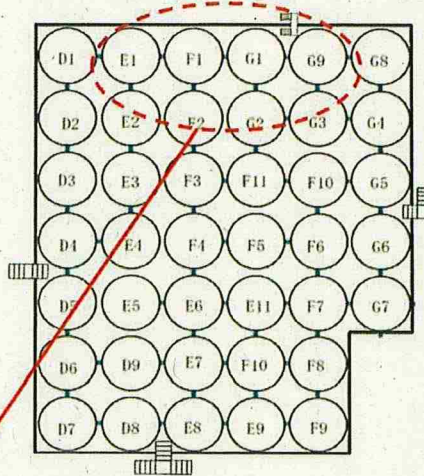 D1 E1 F1 G1 G9 G8
D2 E2 F2 G2 G3 G4
D3 E3 F3 F11 F10 G5
D4 E4 F4 F5 F6 G6
D5 E5 E6 E11 F7 G7
D6 D9 E7 F10 F8
D7 D8 E8 E9 F9